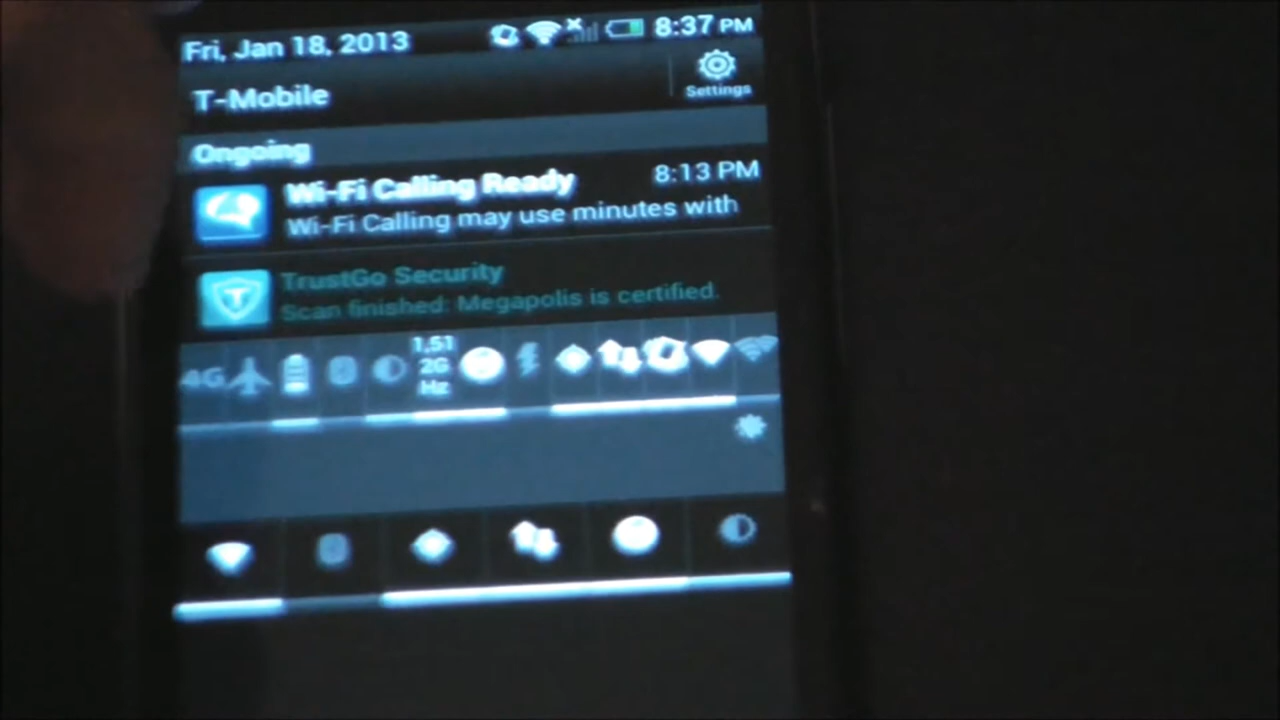 Fri, Jan 18, 2013 8:37 PM
T-Mobile
Settings
Ongoing
Wi-Fi Calling Ready 8:13 PM
Wi-Fi Calling may use minutes with
TrustGo Security
Scan finished: Megapolis is certified.
4G
1,51
2G
Hz